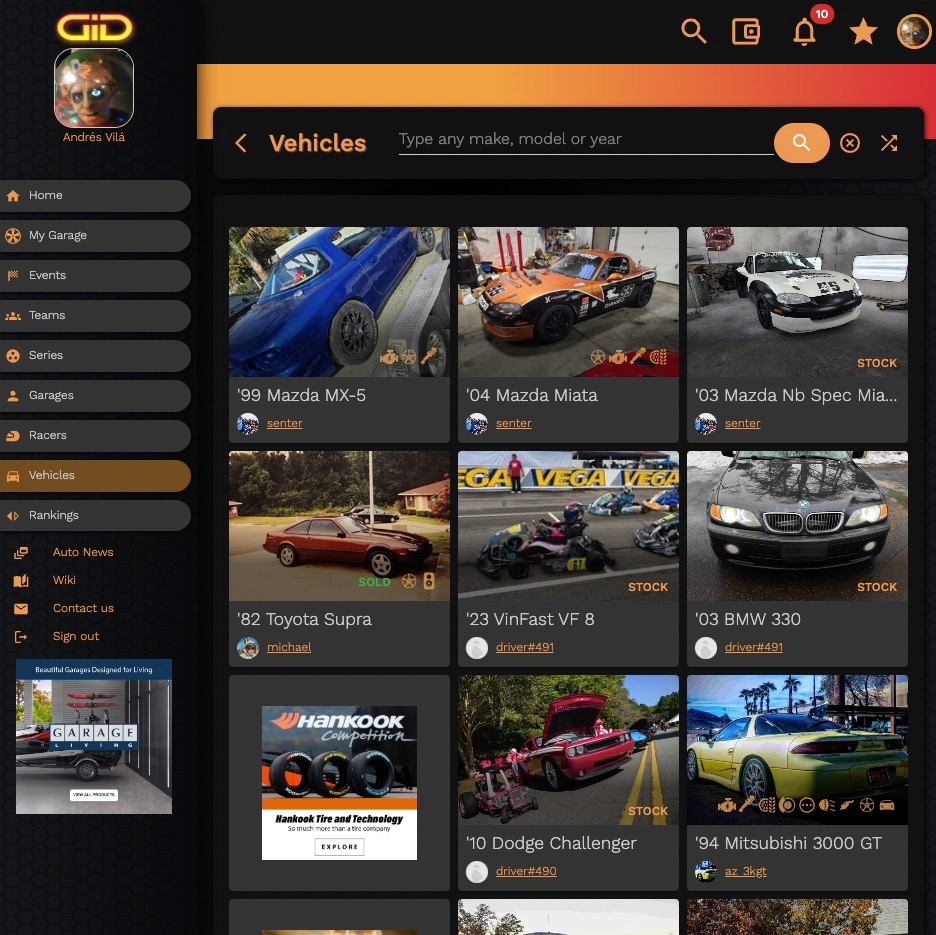 GiD
10
Andrés Vilá
Vehicles
Type any make, model or year
Home
My Garage
Events
Teams
Series
Garages
Racers
Vehicles
Rankings
Auto News
Wiki
Contact us
Sign out
Beautiful Garages Designed for Living
GARAGE
LIVING
VIEW ALL PRODUCTS
'99 Mazda MX-5
senter
'04 Mazda Miata
senter
STOCK
'03 Mazda Nb Spec Mia...
senter
SOLD
'82 Toyota Supra
michael
VEGA VEGA VEGA
STOCK
'23 VinFast VF 8
driver#491
STOCK
'03 BMW 330
driver#491
HANKOOK
Competition
Hankook Tire and Technology
So much more than a tire company
EXPLORE
STOCK
'10 Dodge Challenger
driver#490
'94 Mitsubishi 3000 GT
az_3kgt